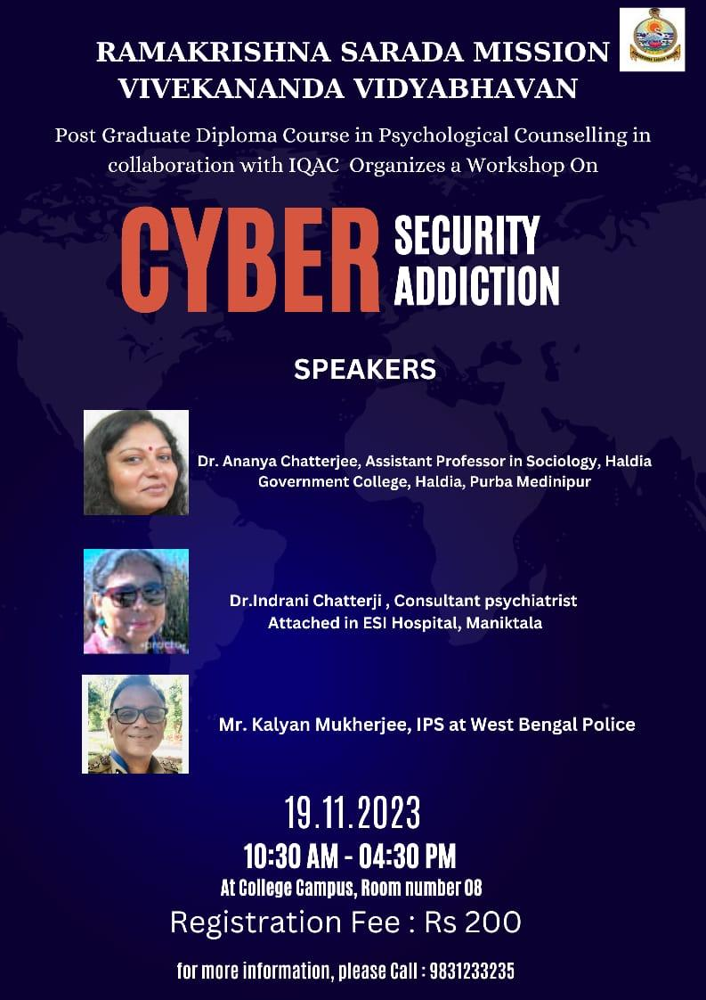 RAMAKRISHNA SARADA MISSION
VIVEKANANDA VIDYABHAVAN
Post Graduate Diploma Course in Psychological Counselling in
collaboration with IQAC Organizes a Workshop On
CYBER
SECURITY
ADDICTION
SPEAKERS
Dr. Ananya Chatterjee, Assistant Professor in Sociology, Haldia
Government College, Haldia, Purba Medinipur
Dr.Indrani Chatterji , Consultant psychiatrist
Attached in ESI Hospital, Maniktala
Mr. Kalyan Mukherjee, IPS at West Bengal Police
19.11.2023
10:30 AM - 04:30 PM
At College Campus, Room number 08
Registration Fee : Rs 200
for more information, please Call : 9831233235